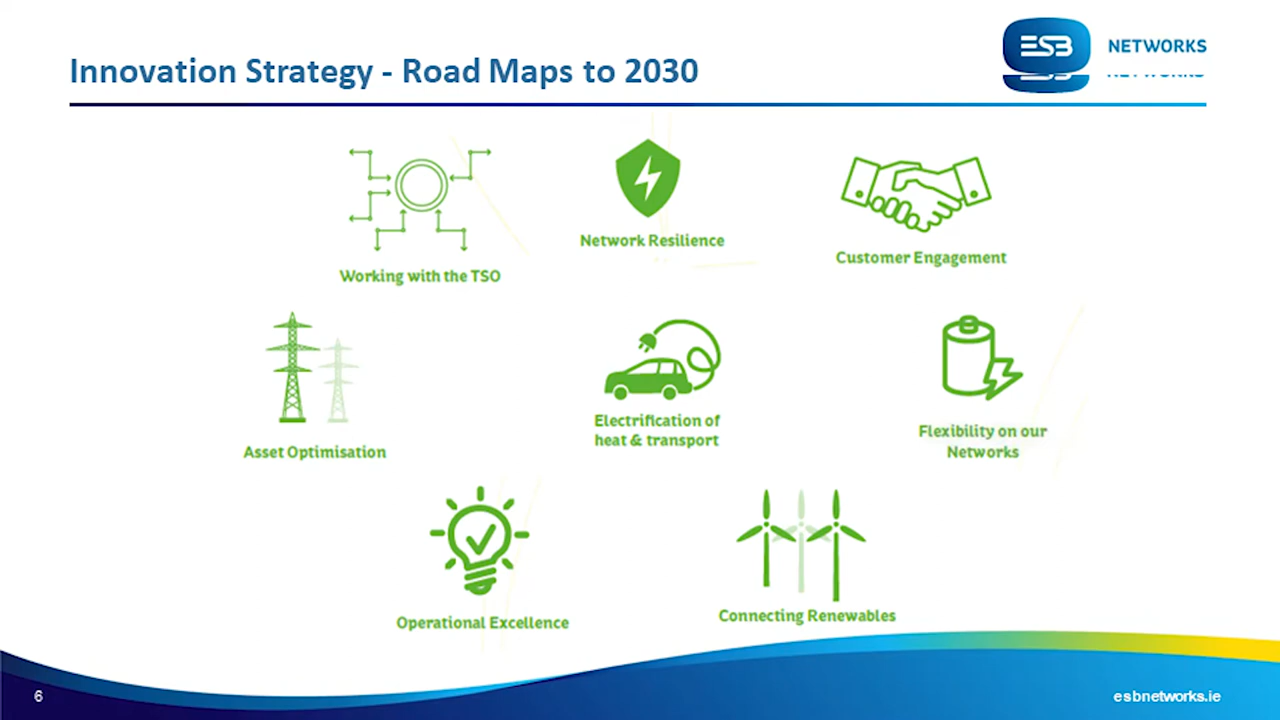 Innovation Strategy - Road Maps to 2030
ESB NETWORKS
Working with the TSO
Network Resilience
Customer Engagement
Asset Optimisation
Electrification of
heat & transport
Flexibility on our
Networks
Operational Excellence
Connecting Renewables
6
esbnetworks.ie